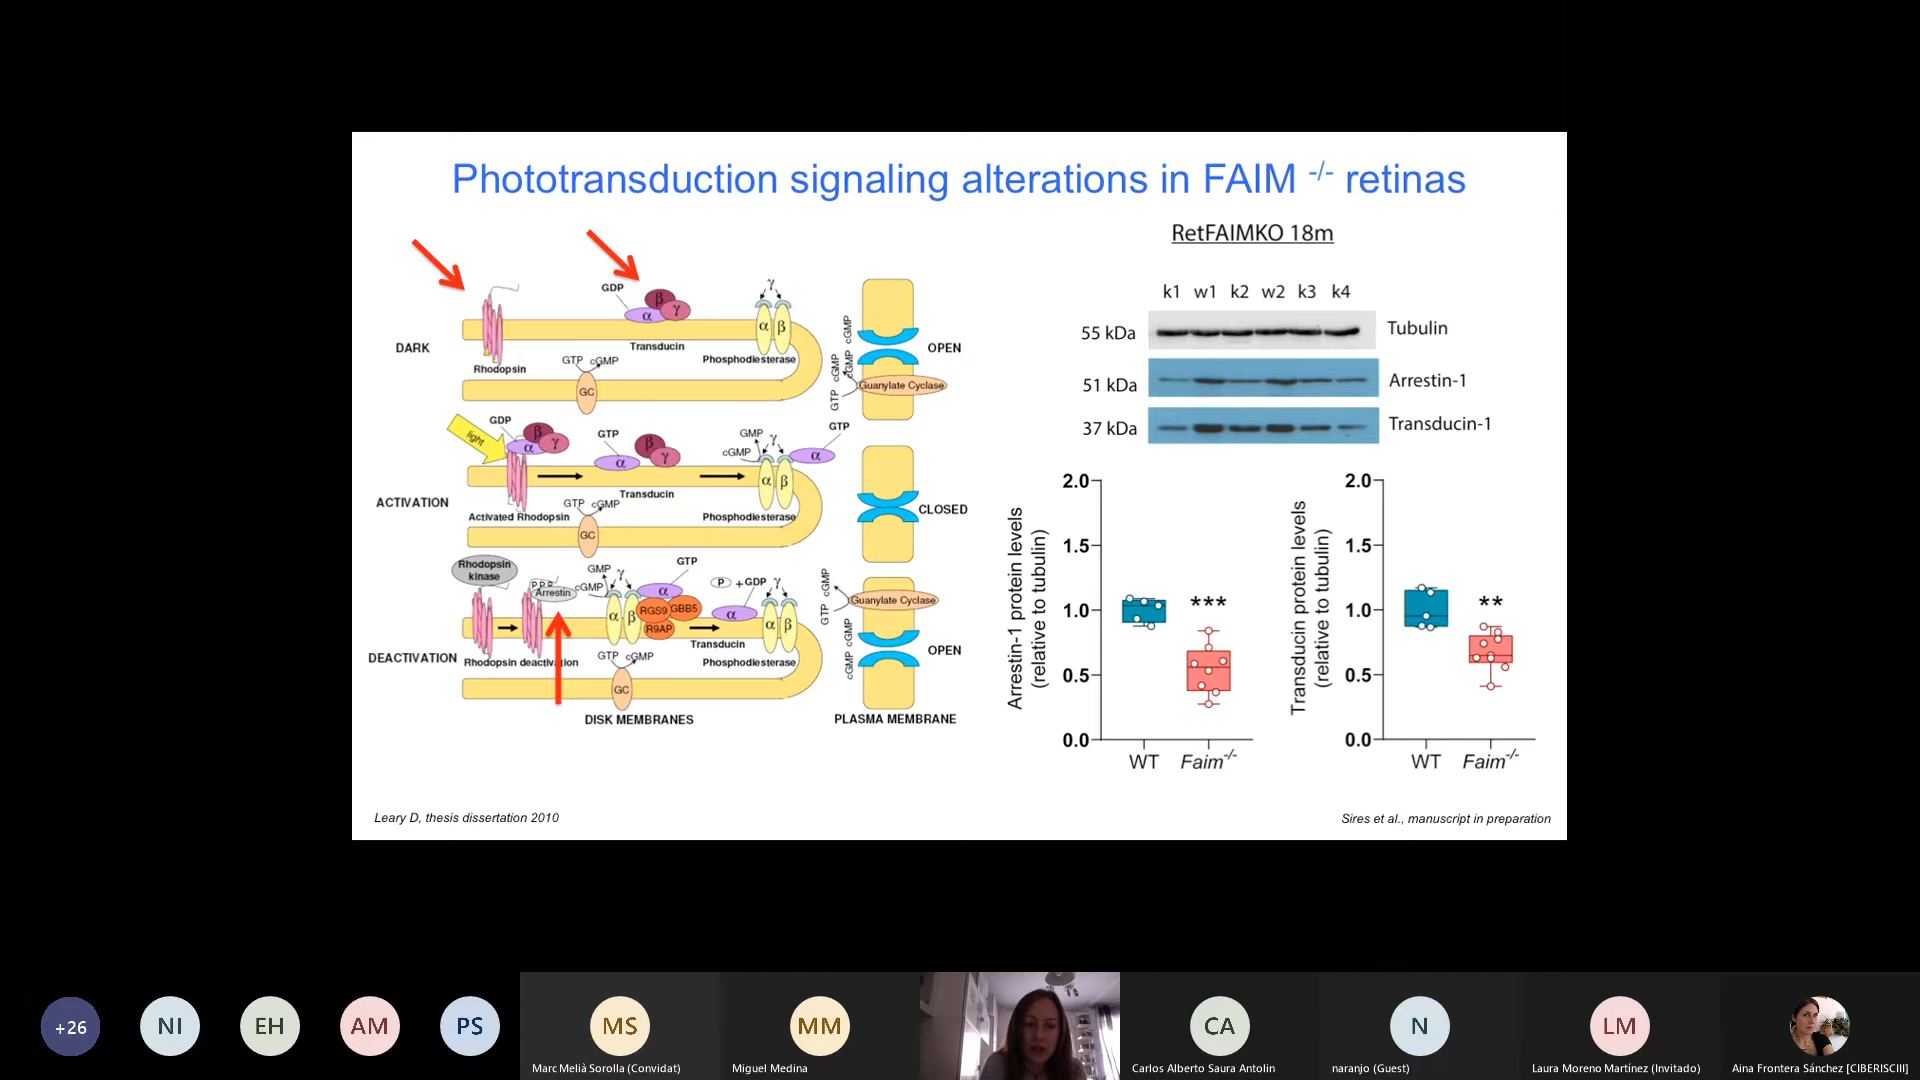 Phototransduction signaling alterations in FAIM -/- retinas
RetFAIMKO 18m
k1 w1 k2 w2 k3 k4
55 kDa Tubulin
51 kDa Arrestin-1
37 kDa Transducin-1
DARK
GDP
β
γ
α
Transducin
Rhodopsin
GTP cGMP
GC
γ
α β
Phosphodiesterase
cGMP
cGMP
cGMP
GTP
Guanylate Cyclase
OPEN
ACTIVATION
light
GDP
β
γ
α
Activated Rhodopsin
GTP
β
γ
α
Transducin
GTP cGMP
GC
GMP
cGMP
γ
α β
GTP
α
Phosphodiesterase
CLOSED
DEACTIVATION
Rhodopsin
kinase
P P P
Arrestin
Rhodopsin deactivation
GMP
cGMP
γ
α β
GTP
α
RGS9 GBB5
R9AP
P +GDP
γ
α
α β
Transducin
Phosphodiesterase
GTP cGMP
GC
GTP cGMP
Guanylate Cyclase
cGMP cGMP
OPEN
DISK MEMBRANES
PLASMA MEMBRANE
Arrestin-1 protein levels
(relative to tubulin)
2.0
1.5
1.0
0.5
0.0
***
WT Faim-/-
Transducin protein levels
(relative to tubulin)
2.0
1.5
1.0
0.5
0.0
**
WT Faim-/-
Leary D, thesis dissertation 2010
Sires et al., manuscript in preparation
+26
NI
EH
AM
PS
MS
Marc Melià Sorolla (Convidat)
MM
Miguel Medina
CA
Carlos Alberto Saura Antolin
N
naranjo (Guest)
LM
Laura Moreno Martínez (Invitado)
Aina Frontera Sánchez [CIBERISCIII]